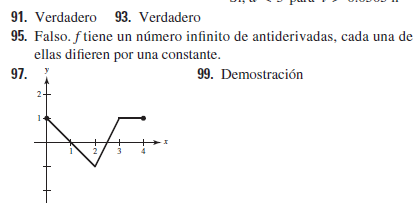 91. Verdadero 93. Verdadero
95. Falso. f tiene un número infinito de antiderivadas, cada una de
ellas difieren por una constante.
97. 99. Demostración
y
2
1
x
1 2 3 4